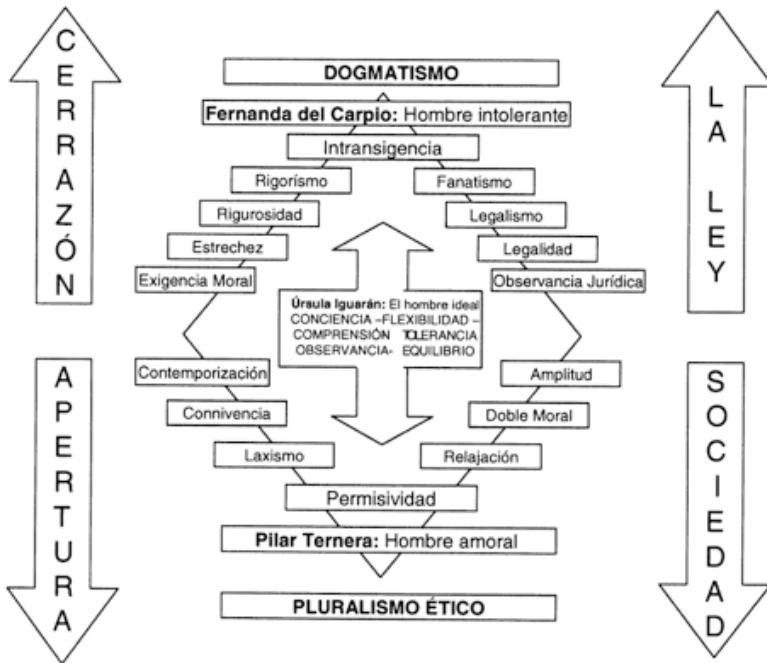 CERRAZÓN
LA LEY
DOGMATISMO
Fernanda del Carpio: Hombre intolerante
Intransigencia
Rigorísmo
Fanatismo
Rigurosidad
Legalismo
Estrechez
Legalidad
Exigencia Moral
Observancia Jurídica
Úrsula Iguarán: El hombre ideal
CONCIENCIA –FLEXIBILIDAD –
COMPRENSIÓN TOLERANCIA
OBSERVANCIA- EQUILIBRIO
APERTURA
SOCIEDAD
Contemporización
Amplitud
Connivencia
Doble Moral
Laxismo
Relajación
Permisividad
Pilar Ternera: Hombre amoral
PLURALISMO ÉTICO